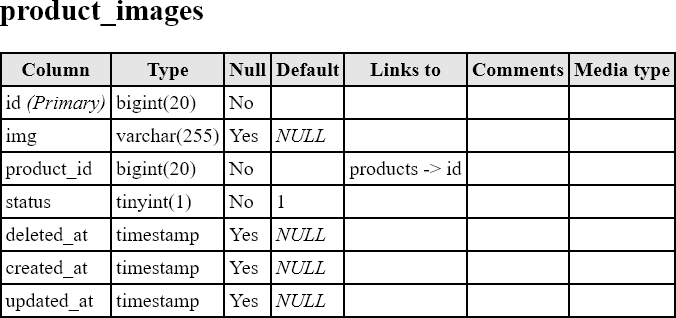 product_images
Column Type Null Default Links to Comments Media type
id (Primary) bigint(20) No
img varchar(255) Yes NULL
product_id bigint(20) No products -> id
status tinyint(1) No 1
deleted_at timestamp Yes NULL
created_at timestamp Yes NULL
updated_at timestamp Yes NULL